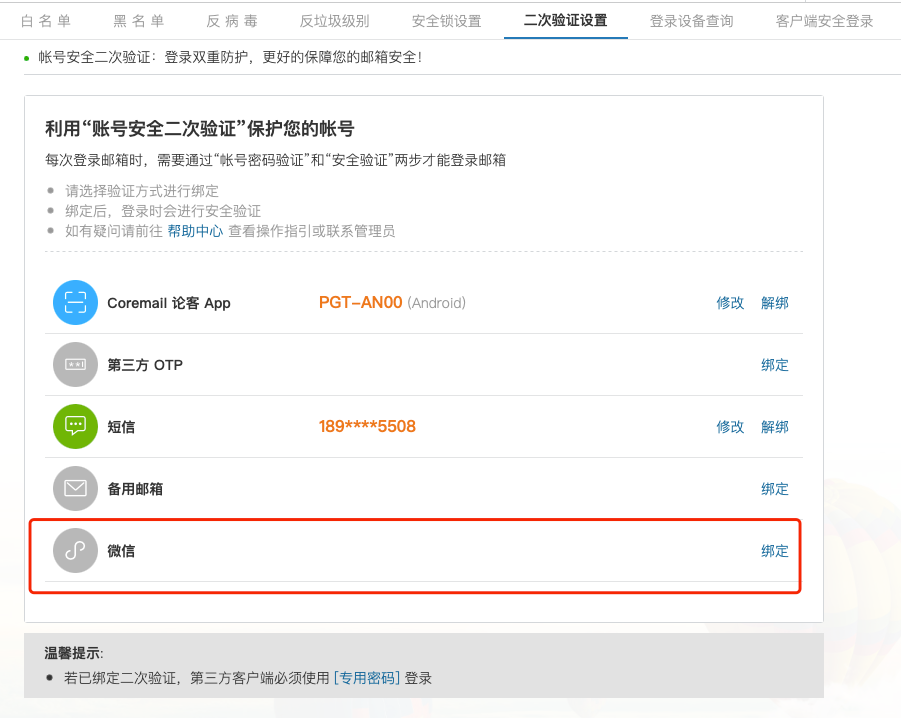 白 名 单 黑 名 单 反 病 毒 反垃圾级别 安全锁设置 二次验证设置 登录设备查询 客户端安全登录
帐号安全二次验证：登录双重防护，更好的保障您的邮箱安全！
利用“账号安全二次验证”保护您的帐号
每次登录邮箱时，需要通过“帐号密码验证”和“安全验证”两步才能登录邮箱
请选择验证方式进行绑定
绑定后，登录时会进行安全验证
如有疑问请前往 帮助中心 查看操作指引或联系管理员
Coremail 论客 App PGT-AN00 (Android) 修改 解绑
第三方 OTP 绑定
短信 189****5508 修改 解绑
备用邮箱 绑定
微信 绑定
温馨提示:
若已绑定二次验证，第三方客户端必须使用 [专用密码] 登录